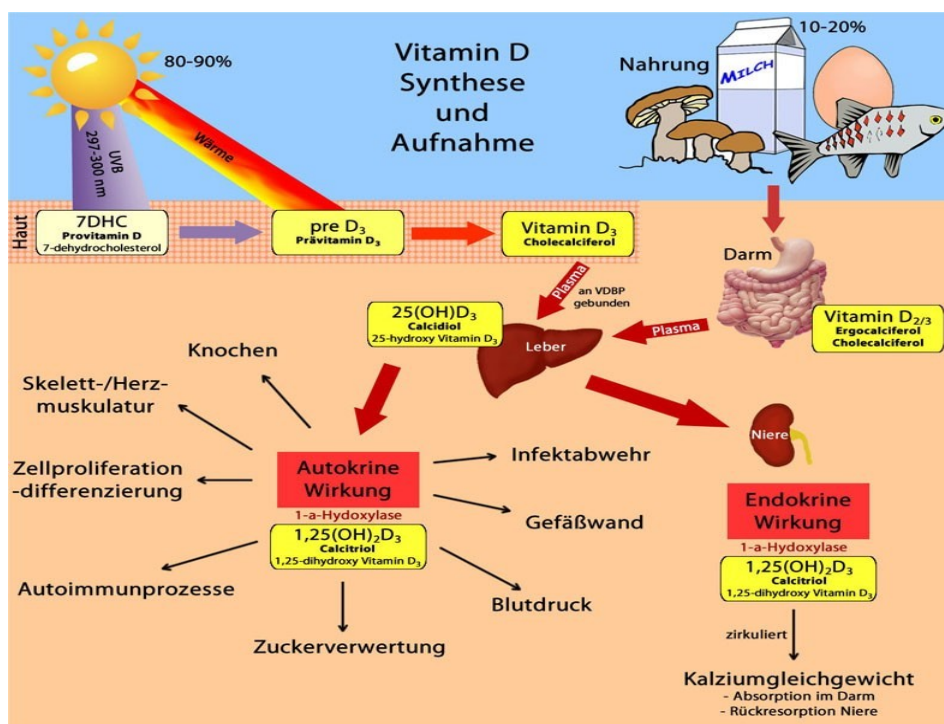 80-90%
Vitamin D
Synthese
und
Aufnahme
10-20%
Nahrung
MILCH
UVB
297-300 nm
Wärme
Haut
7DHC
Provitamin D
7-dehydrocholesterol
pre D₃
Prävitamin D₃
Vitamin D₃
Cholecalciferol
Darm
Plasma
an VDBP
gebunden
Vitamin D₂/₃
Ergocalciferol
Cholecalciferol
Plasma
25(OH)D₃
Calcidiol
25-hydroxy Vitamin D₃
Leber
Niere
Knochen
Skelett-/Herz-
muskulatur
Zellproliferation
-differenzierung
Autoimmunprozesse
Zuckerverwertung
Blutdruck
Gefäßwand
Infektabwehr
Autokrine
Wirkung
1-a-Hydoxylase
1,25(OH)₂D₃
Calcitriol
1,25-dihydroxy Vitamin D₃
Endokrine
Wirkung
1-a-Hydoxylase
1,25(OH)₂D₃
Calcitriol
1,25-dihydroxy Vitamin D₃
zirkuliert
Kalziumgleichgewicht
- Absorption im Darm
- Rückresorption Niere